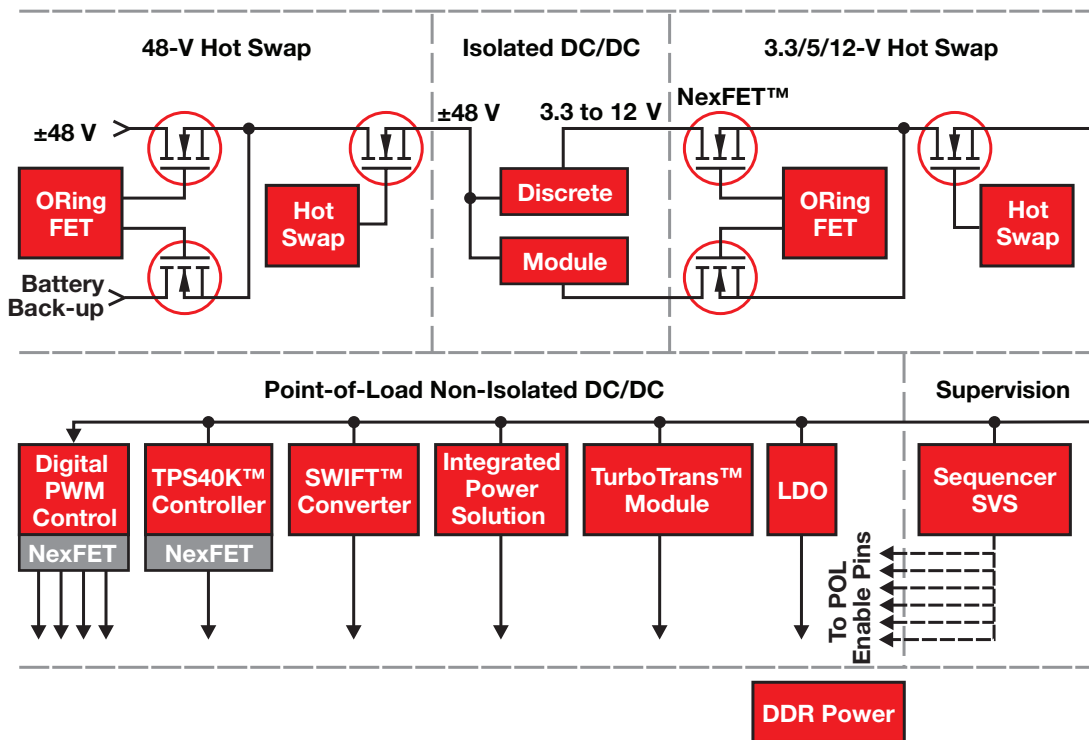 48-V Hot Swap
Isolated DC/DC
3.3/5/12-V Hot Swap
NexFET™
±48 V
±48 V
3.3 to 12 V
ORing
FET
Hot
Swap
Discrete
Module
ORing
FET
Hot
Swap
Battery
Back-up
Point-of-Load Non-Isolated DC/DC
Supervision
Digital
PWM
Control
NexFET
TPS40K™
Controller
NexFET
SWIFT™
Converter
Integrated
Power
Solution
TurboTrans™
Module
LDO
Sequencer
SVS
To POL
Enable Pins
DDR Power